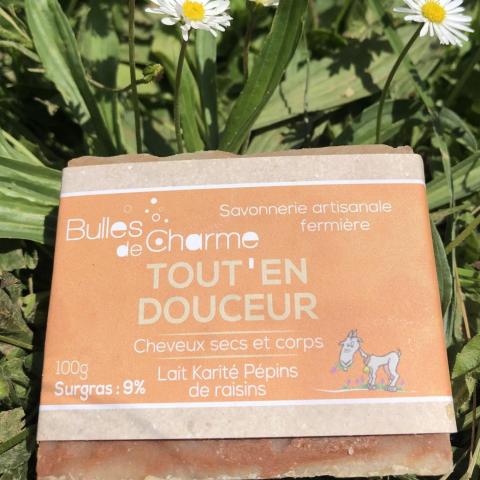 Bulles
de Charme
Savonnerie artisanale
fermière
TOUT'EN
DOUCEUR
Cheveux secs et corps
100g
Surgras : 9%
Lait Karité Pépins
de raisins